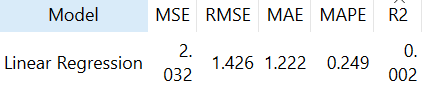 Model MSE RMSE MAE MAPE R2
Linear Regression 2.032 1.426 1.222 0.249 0.002